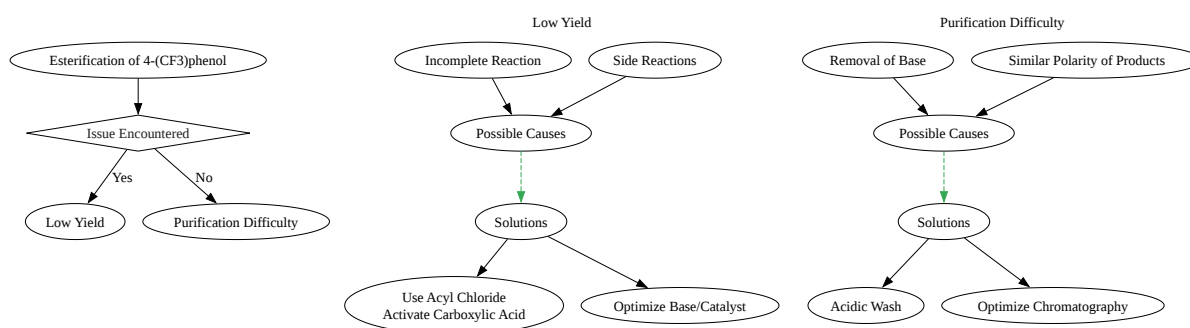 Esterification of 4-(CF3)phenol
Issue Encountered
Yes
No
Low Yield
Purification Difficulty
Low Yield
Incomplete Reaction
Side Reactions
Possible Causes
Solutions
Use Acyl Chloride
Activate Carboxylic Acid
Optimize Base/Catalyst
Purification Difficulty
Removal of Base
Similar Polarity of Products
Possible Causes
Solutions
Acidic Wash
Optimize Chromatography